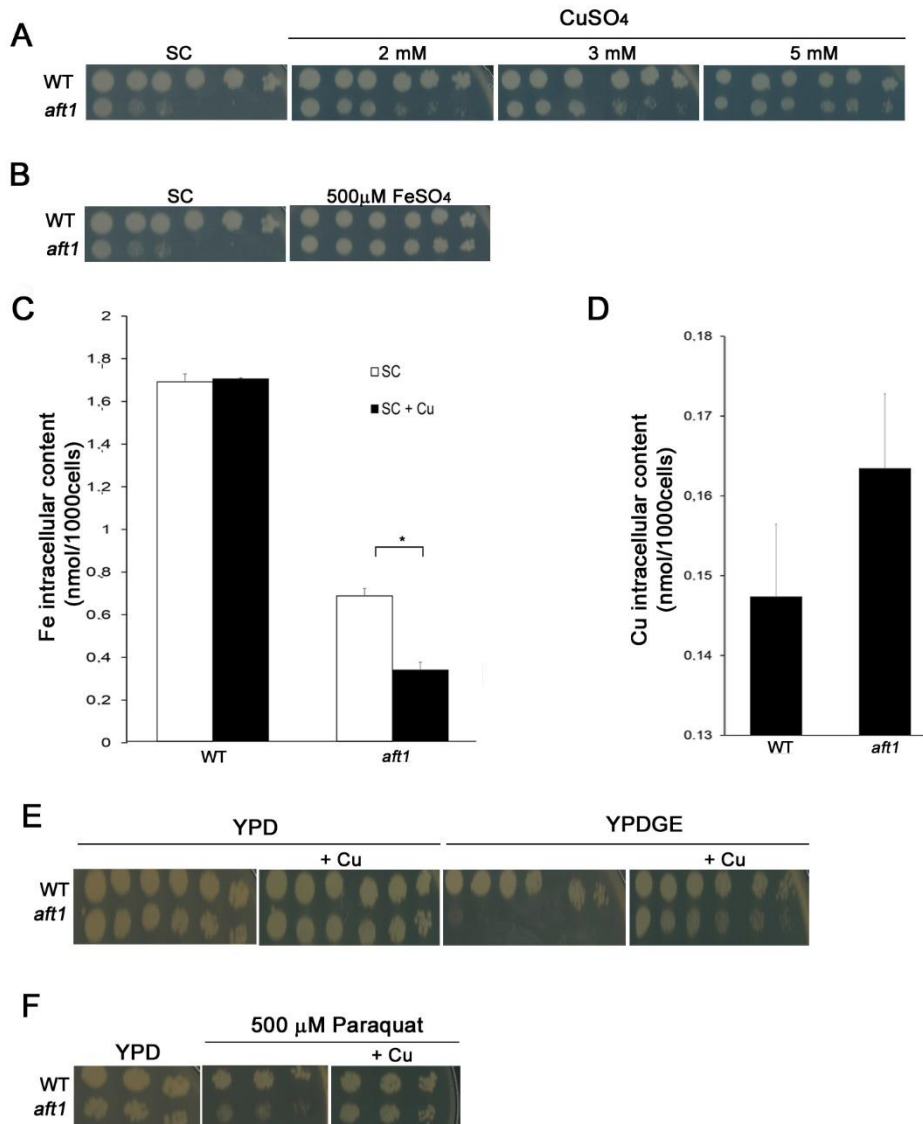 A
CuSO4
SC
2 mM
3 mM
5 mM
WT
aft1
B
SC
500μM FeSO4
WT
aft1
C
Fe intracellular content
(nmol/1000cells)
2
1.8
1.6
1.4
1.2
1
0.8
0.6
0.4
0.2
0
SC
SC + Cu
*
WT
aft1
D
Cu intracellular content
(nmol/1000cells)
0,18
0.17
0,16
0.15
0.14
0.13
WT
aft1
E
YPD
YPDGE
+ Cu
+ Cu
WT
aft1
F
500 μM Paraquat
YPD
+ Cu
WT
aft1